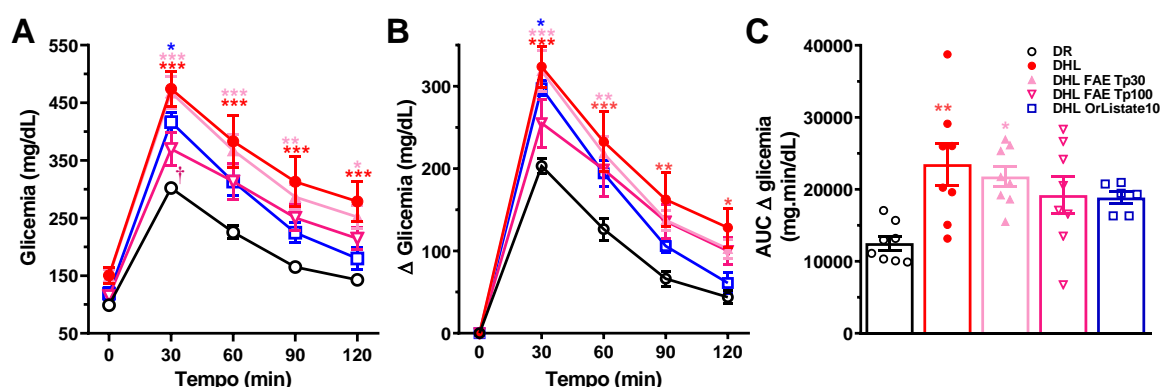 A
Glicemia (mg/dL)
550
450
350
250
150
50
*
***
***
***
***
**
***
*
***
†
0 30 60 90 120
Tempo (min)
B
Δ Glicemia (mg/dL)
300
200
100
0
*
***
***
**
***
**
*
*
0 30 60 90 120
Tempo (min)
C
AUC Δ glicemia
(mg.min/dL)
40000
30000
20000
10000
0
**
*
DR
DHL
DHL FAE Tp30
DHL FAE Tp100
DHL OrListate10